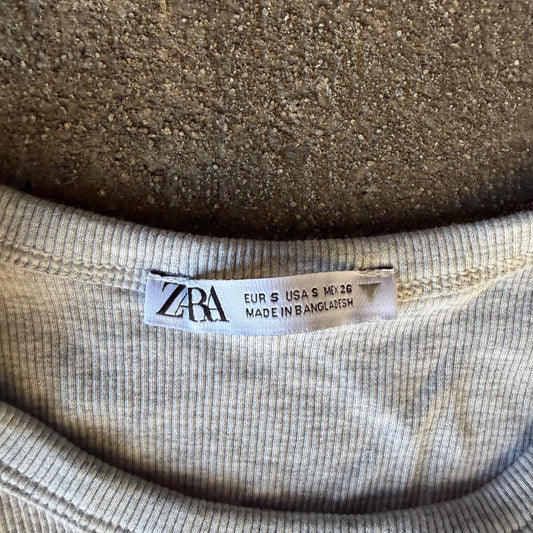 ZARA
EUR S USA S MEX 26
MADE IN BANGLADESH